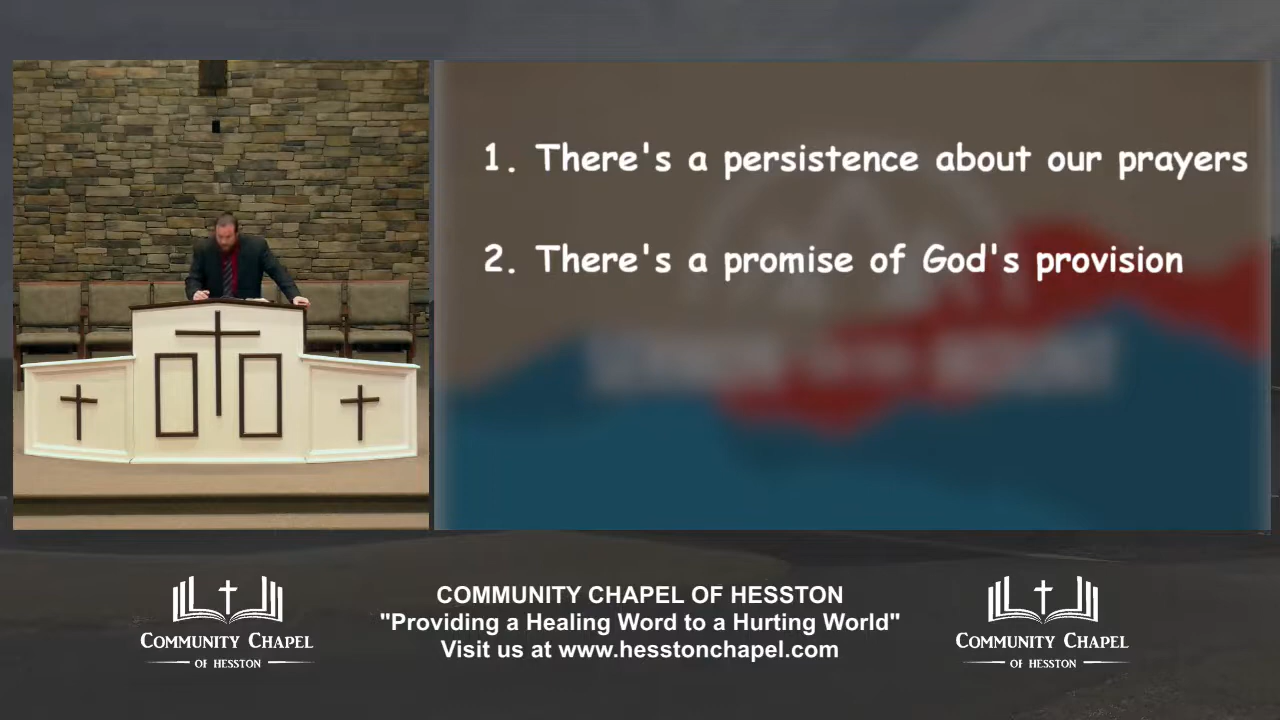 1. There's a persistence about our prayers
2. There's a promise of God's provision
COMMUNITY CHAPEL
OF HESSTON
COMMUNITY CHAPEL OF HESSTON
"Providing a Healing Word to a Hurting World"
Visit us at www.hesstonchapel.com
COMMUNITY CHAPEL
OF HESSTON